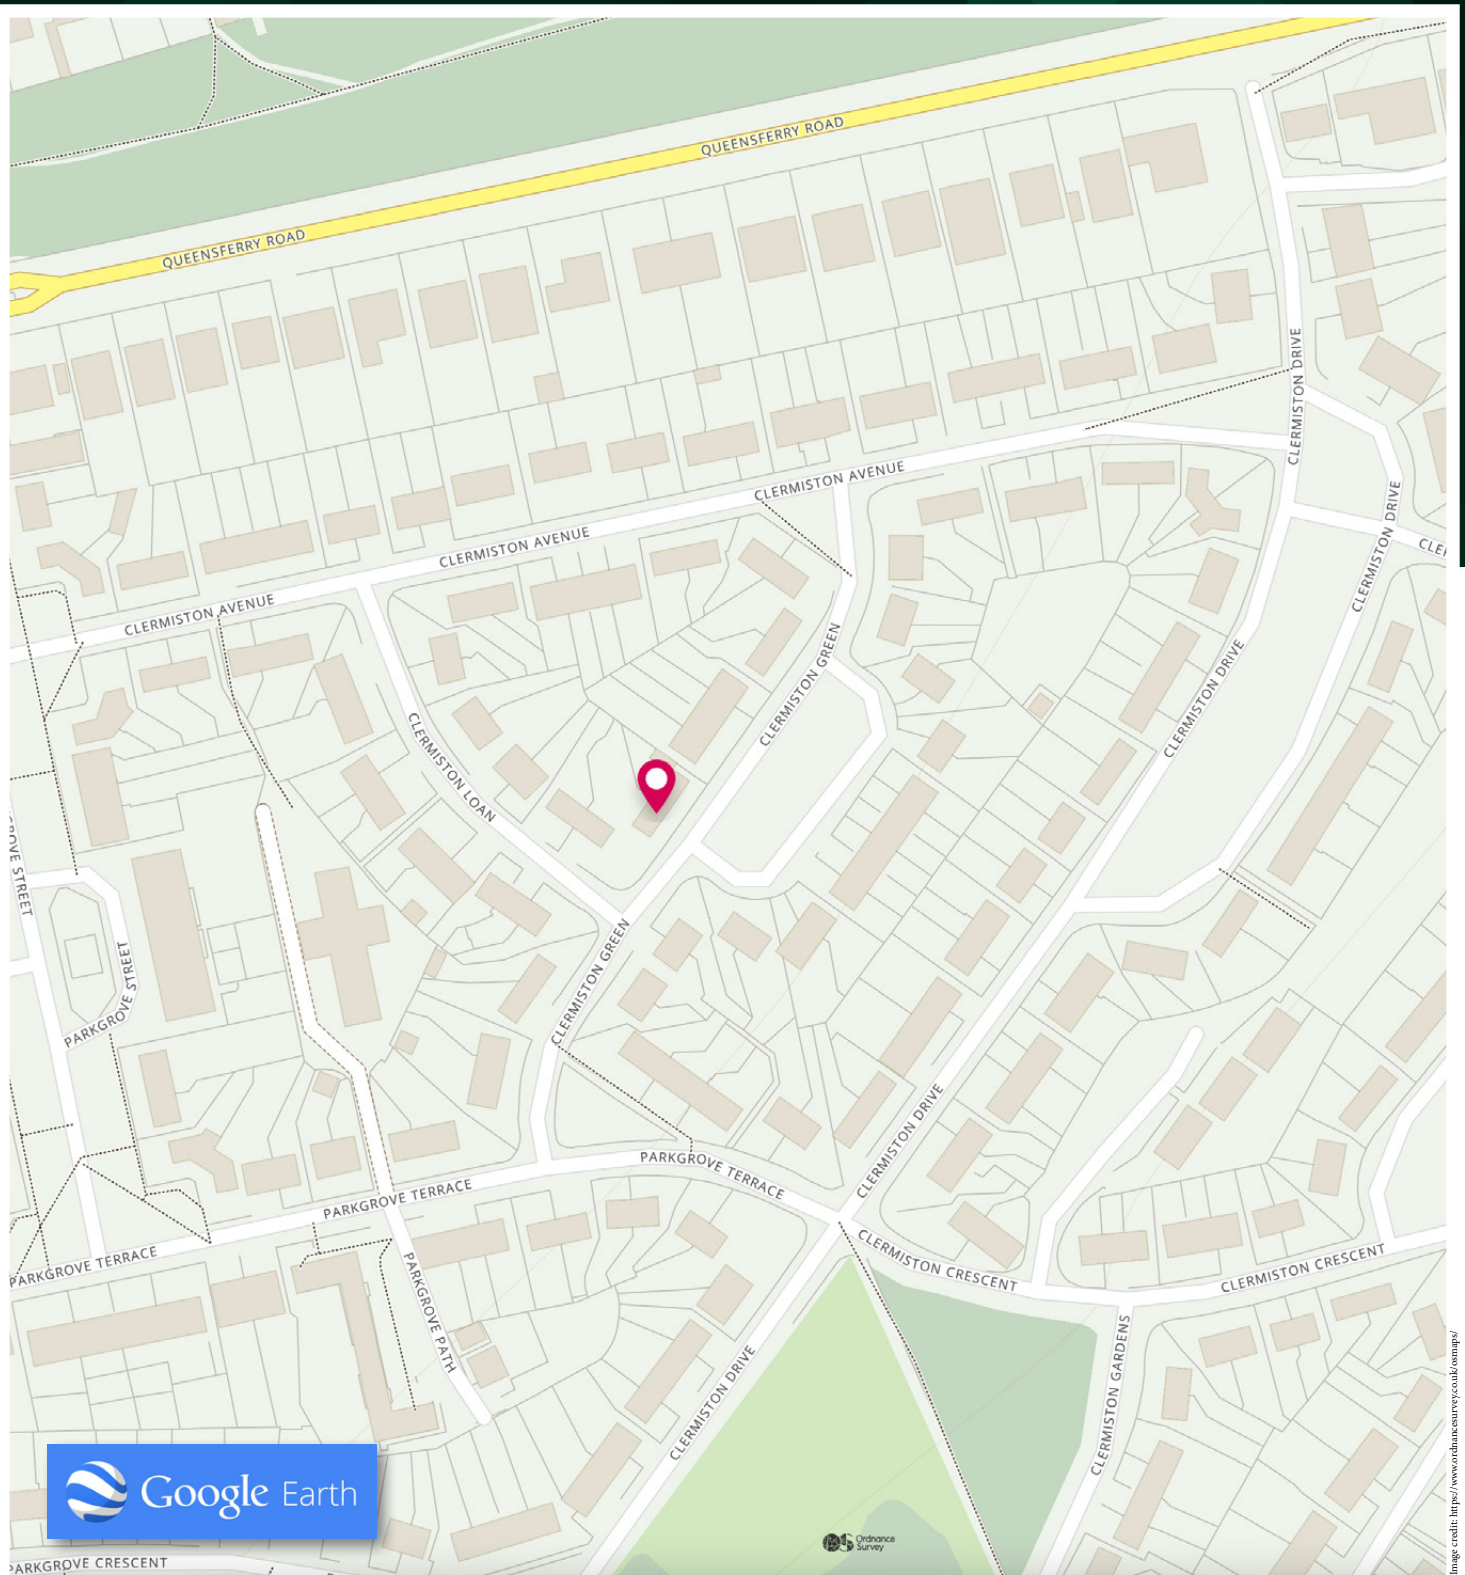 QUEENSFERRY ROAD
QUEENSFERRY ROAD
CLERMISTON DRIVE
CLERMISTON AVENUE
CLERMISTON DRIVE
CLERMISTON AVENUE
CLERMISTON AVENUE
CLERMISTON GREEN
CLERMISTON DRIVE
CLERMISTON LOAN
PARKGROVE STREET
CLERMISTON GREEN
PARKGROVE TERRACE
CLERMISTON DRIVE
PARKGROVE TERRACE
PARKGROVE TERRACE
CLERMISTON CRESCENT
CLERMISTON CRESCENT
PARKGROVE PATH
CLERMISTON DRIVE
CLERMISTON GARDENS
Google Earth
Ordnance
Survey
PARKGROVE CRESCENT
Image credit: https://www.ordnancesurvey.co.uk/osmaps/